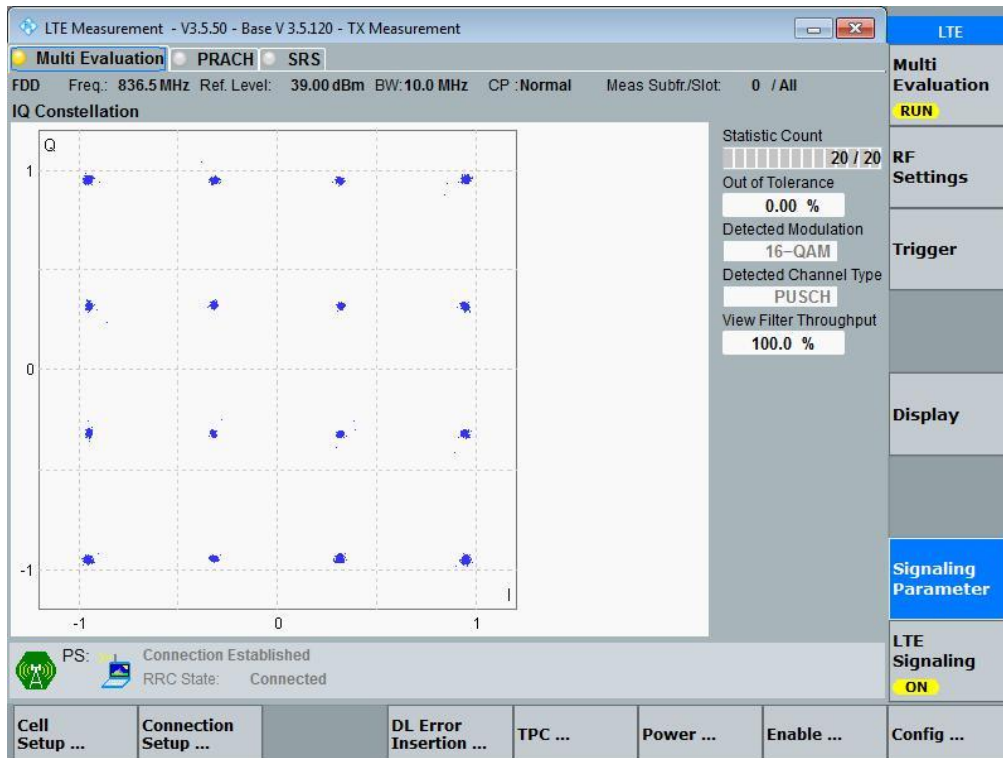 LTE Measurement - V3.5.50 - Base V 3.5.120 - TX Measurement
LTE
Multi Evaluation PRACH SRS
FDD Freq.: 836.5 MHz Ref. Level: 39.00 dBm BW: 10.0 MHz CP : Normal Meas Subfr./Slot: 0 / All
IQ Constellation
Q
1
0
-1
-1 0 1
I
Statistic Count
20 / 20
Out of Tolerance
0.00 %
Detected Modulation
16-QAM
Detected Channel Type
PUSCH
View Filter Throughput
100.0 %
Multi
Evaluation
RUN
RF
Settings
Trigger
Display
Signaling
Parameter
LTE
Signaling
ON
PS: Connection Established
RRC State: Connected
Cell
Setup ...
Connection
Setup ...
DL Error
Insertion ...
TPC ...
Power ...
Enable ...
Config ...